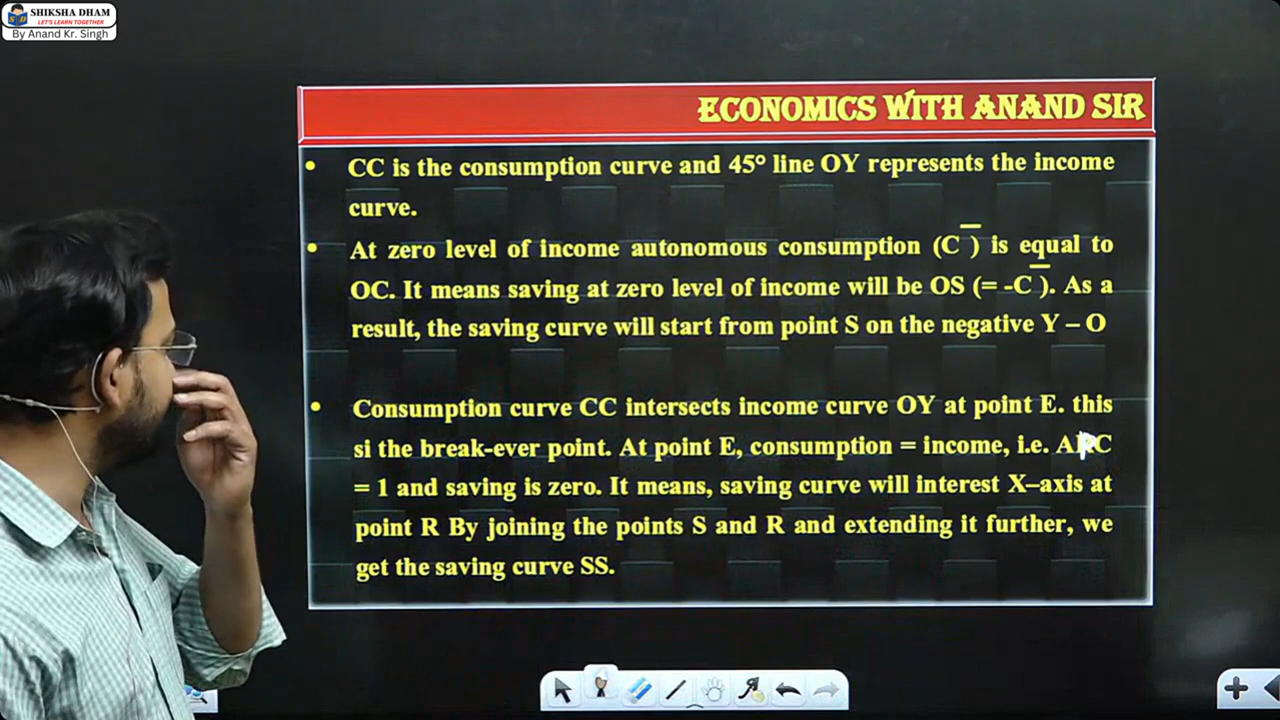 SHIKSHA DHAM
LET'S LEARN TOGETHER
By Anand Kr. Singh
ECONOMICS WITH ANAND SIR
• CC is the consumption curve and 45° line OY represents the income
curve.
• At zero level of income autonomous consumption (C¯) is equal to
OC. It means saving at zero level of income will be OS (= -C¯). As a
result, the saving curve will start from point S on the negative Y – O
• Consumption curve CC intersects income curve OY at point E. this
si the break-ever point. At point E, consumption = income, i.e. APC
= 1 and saving is zero. It means, saving curve will interest X–axis at
point R By joining the points S and R and extending it further, we
get the saving curve SS.